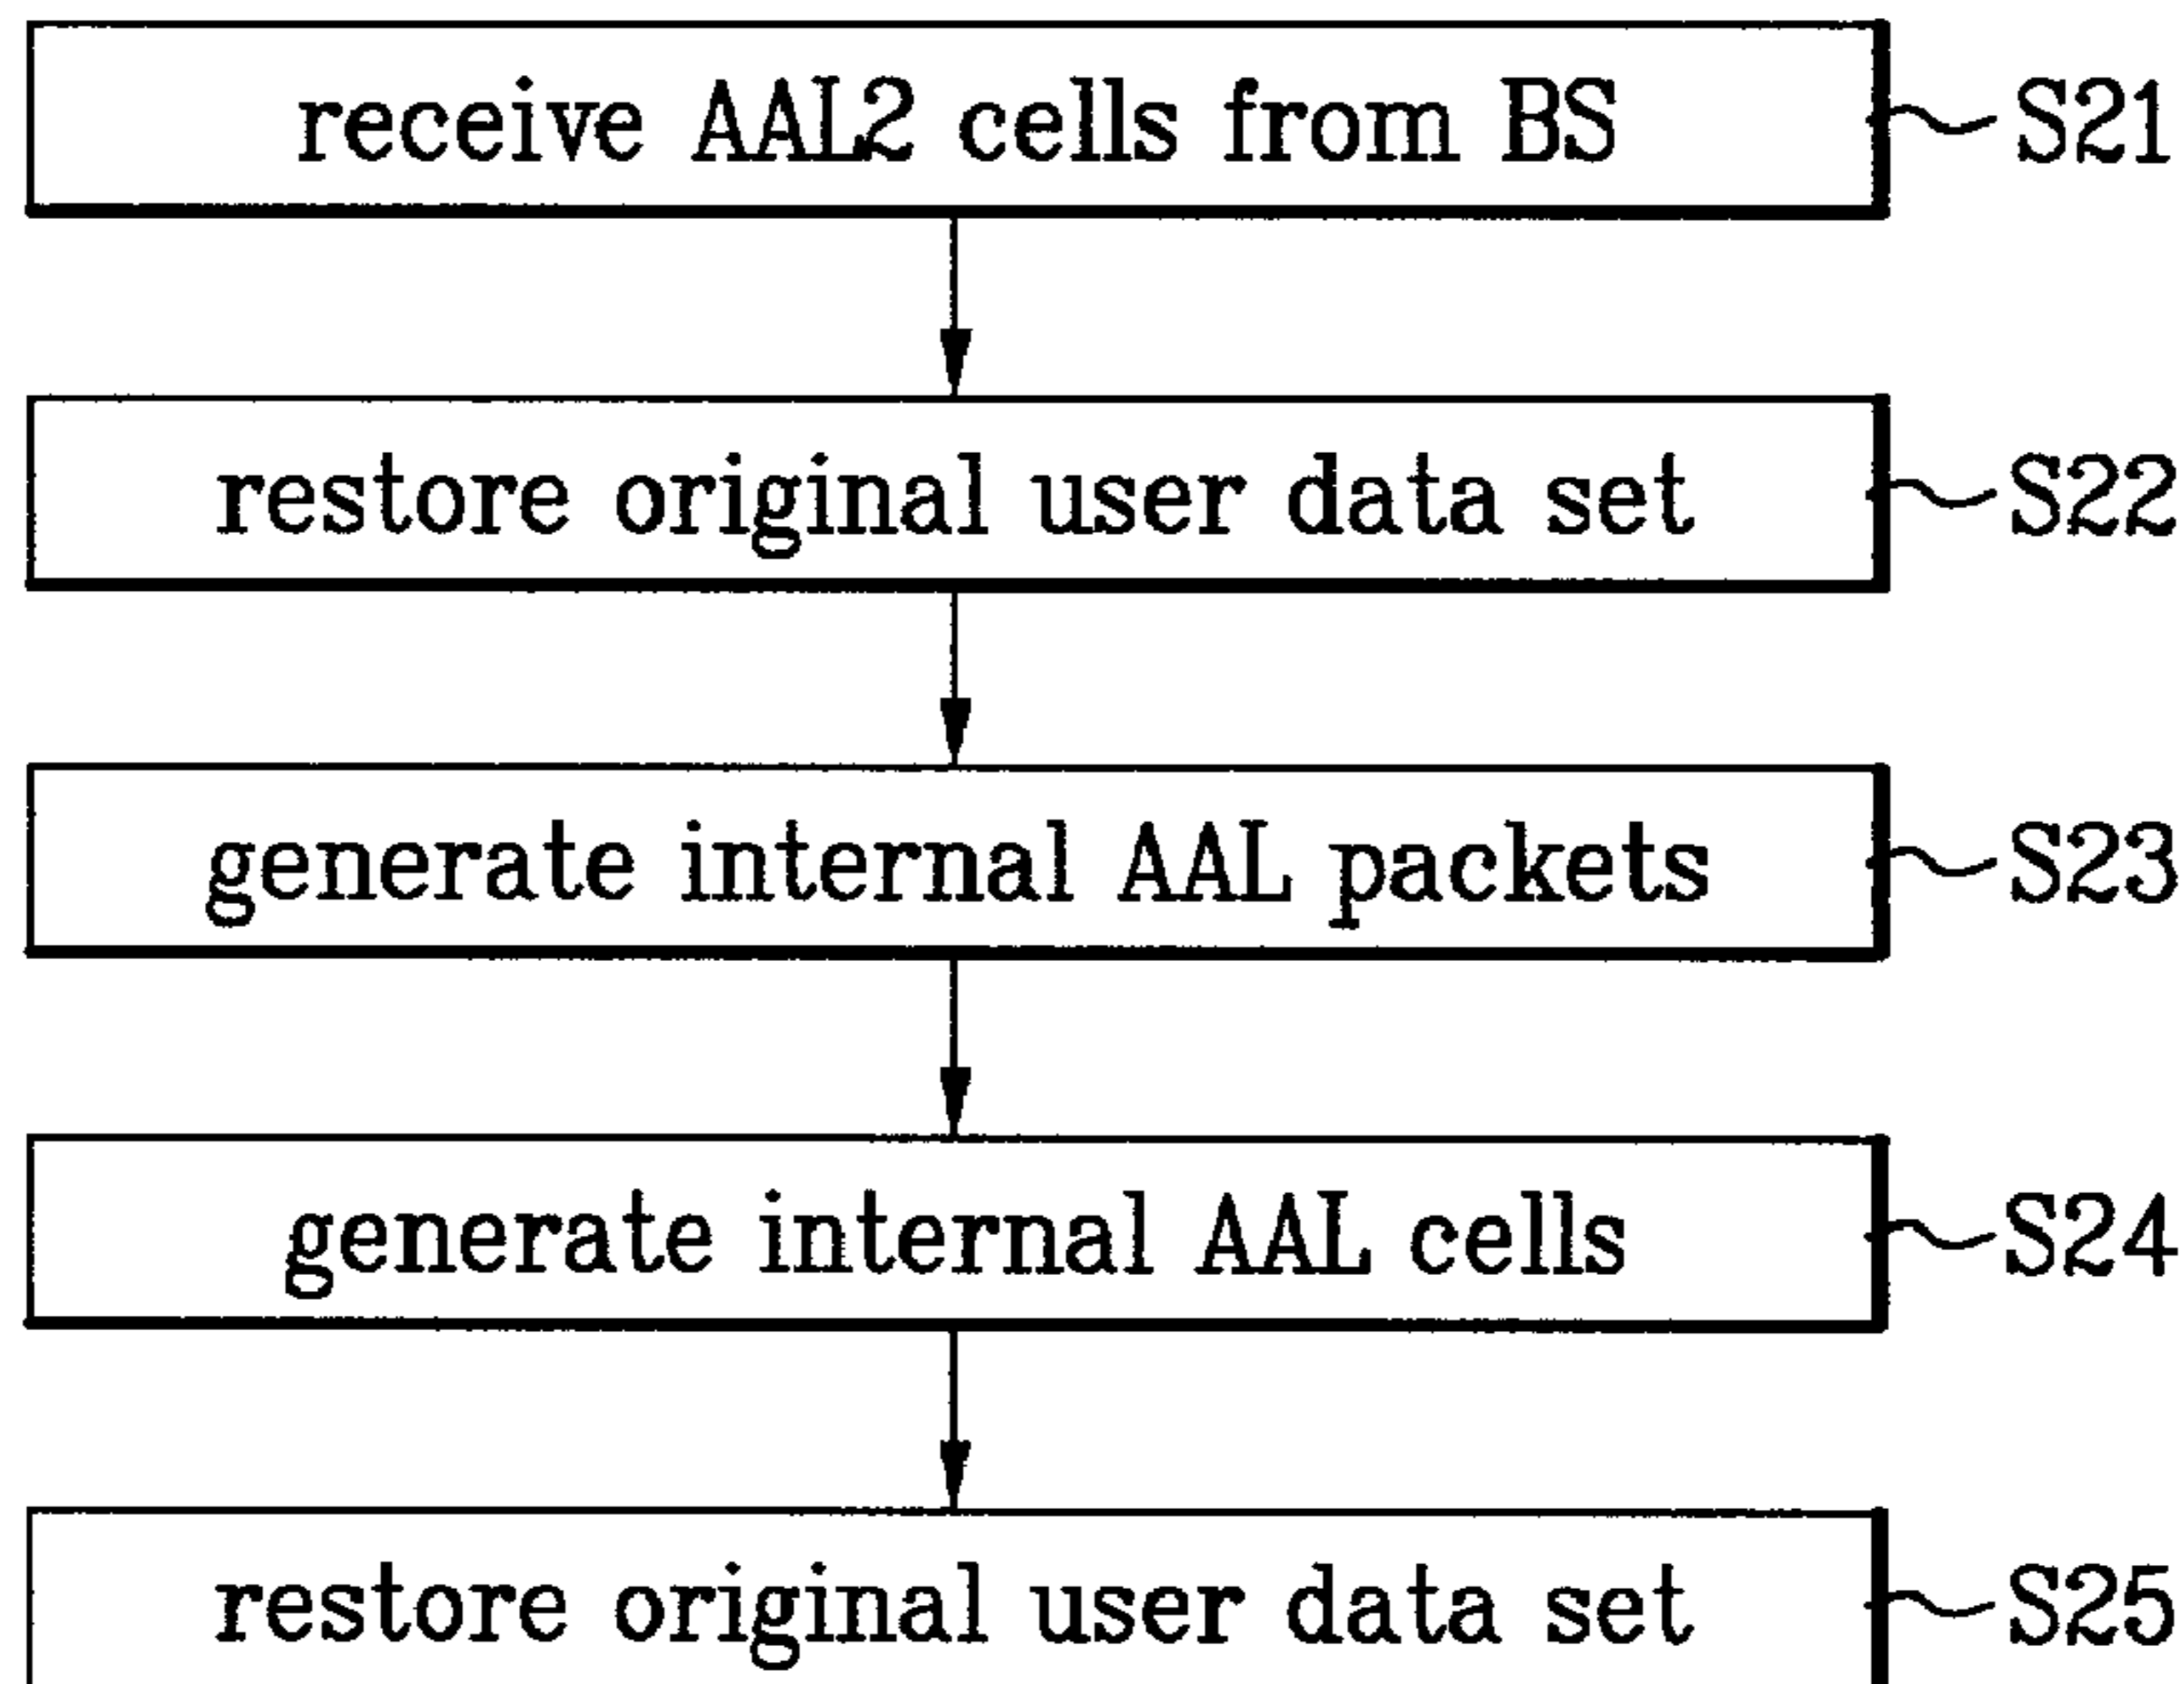 receive AAL2 cells from BS S21
restore original user data set S22
generate internal AAL packets S23
generate internal AAL cells S24
restore original user data set S25